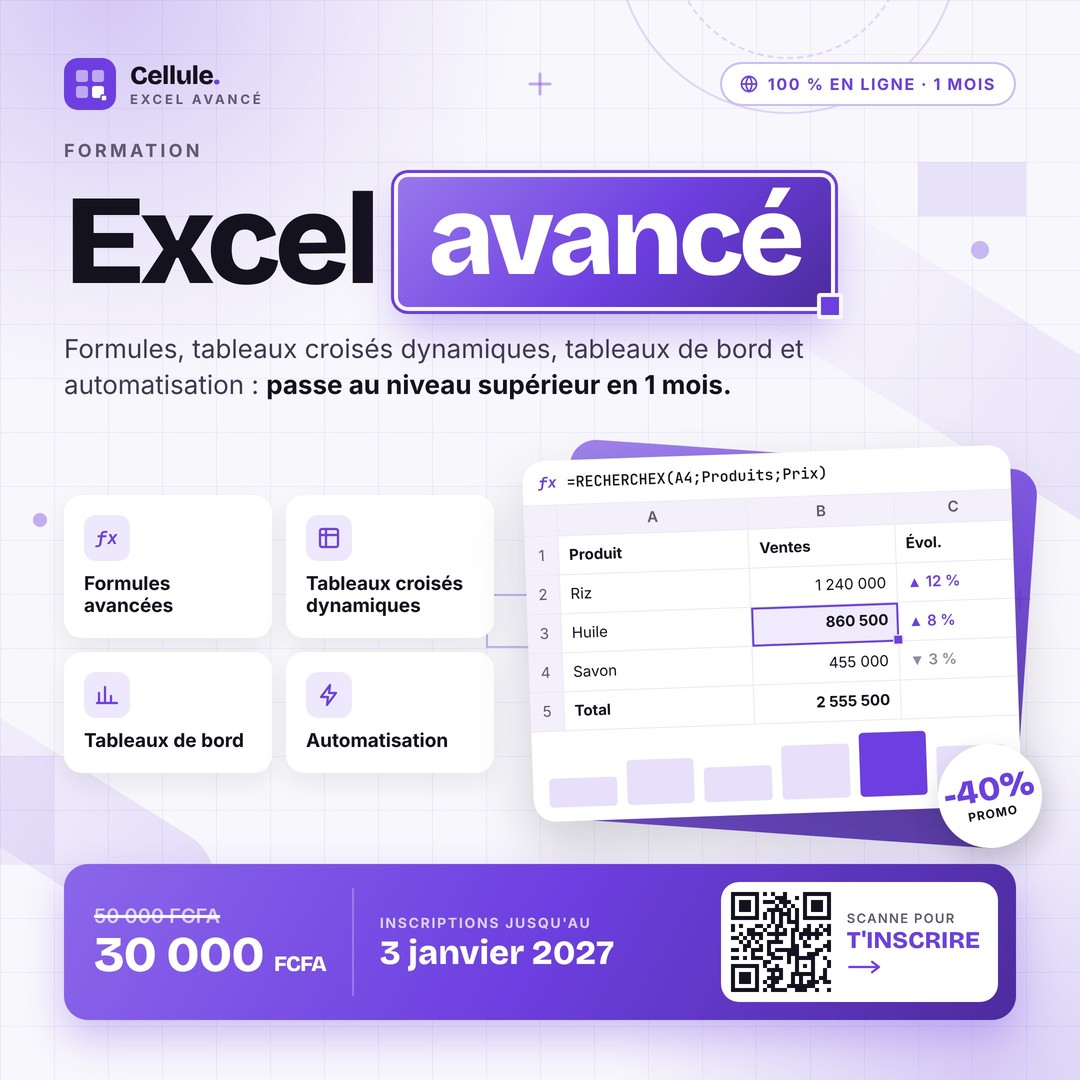 Cellule.
EXCEL AVANCÉ
100 % EN LIGNE · 1 MOIS
FORMATION
Excel avancé
Formules, tableaux croisés dynamiques, tableaux de bord et
automatisation : passe au niveau supérieur en 1 mois.
ƒx
Formules
avancées
Tableaux croisés
dynamiques
Tableaux de bord
Automatisation
ƒx =RECHERCHEX(A4;Produits;Prix)
A B C
1 Produit Ventes Évol.
2 Riz 1 240 000 ▲ 12 %
3 Huile 860 500 ▲ 8 %
4 Savon 455 000 ▼ 3 %
5 Total 2 555 500
-40%
PROMO
50 000 FCFA
30 000 FCFA
INSCRIPTIONS JUSQU'AU
3 janvier 2027
SCANNE POUR
T'INSCRIRE
→